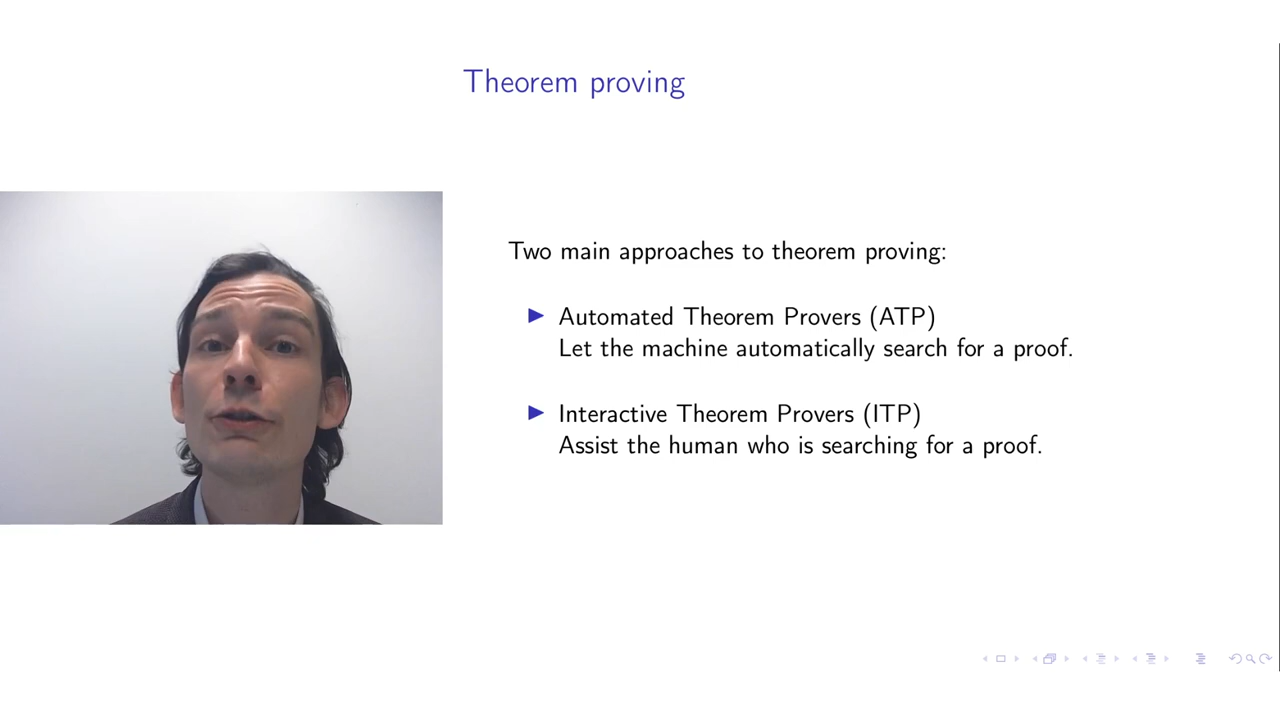 Theorem proving
Two main approaches to theorem proving:
Automated Theorem Provers (ATP)
Let the machine automatically search for a proof.
Interactive Theorem Provers (ITP)
Assist the human who is searching for a proof.